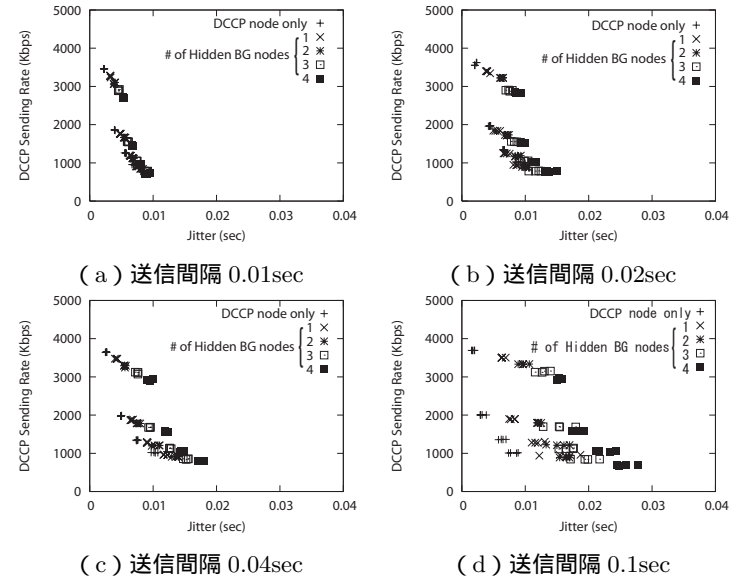 5000
4000
3000
2000
1000
0
DCCP Sending Rate (Kbps)
DCCP node only
# of Hidden BG nodes
1
2
3
4
0 0.01 0.02 0.03 0.04
Jitter (sec)
(a)送信間隔 0.01sec
5000
4000
3000
2000
1000
0
DCCP Sending Rate (Kbps)
DCCP node only
# of Hidden BG nodes
1
2
3
4
0 0.01 0.02 0.03 0.04
Jitter (sec)
(b)送信間隔 0.02sec
5000
4000
3000
2000
1000
0
DCCP Sending Rate (Kbps)
DCCP node only
# of Hidden BG nodes
1
2
3
4
0 0.01 0.02 0.03 0.04
Jitter (sec)
(c)送信間隔 0.04sec
5000
4000
3000
2000
1000
0
DCCP Sending Rate (Kbps)
DCCP node only
# of Hidden BG nodes
1
2
3
4
0 0.01 0.02 0.03 0.04
Jitter (sec)
(d)送信間隔 0.1sec